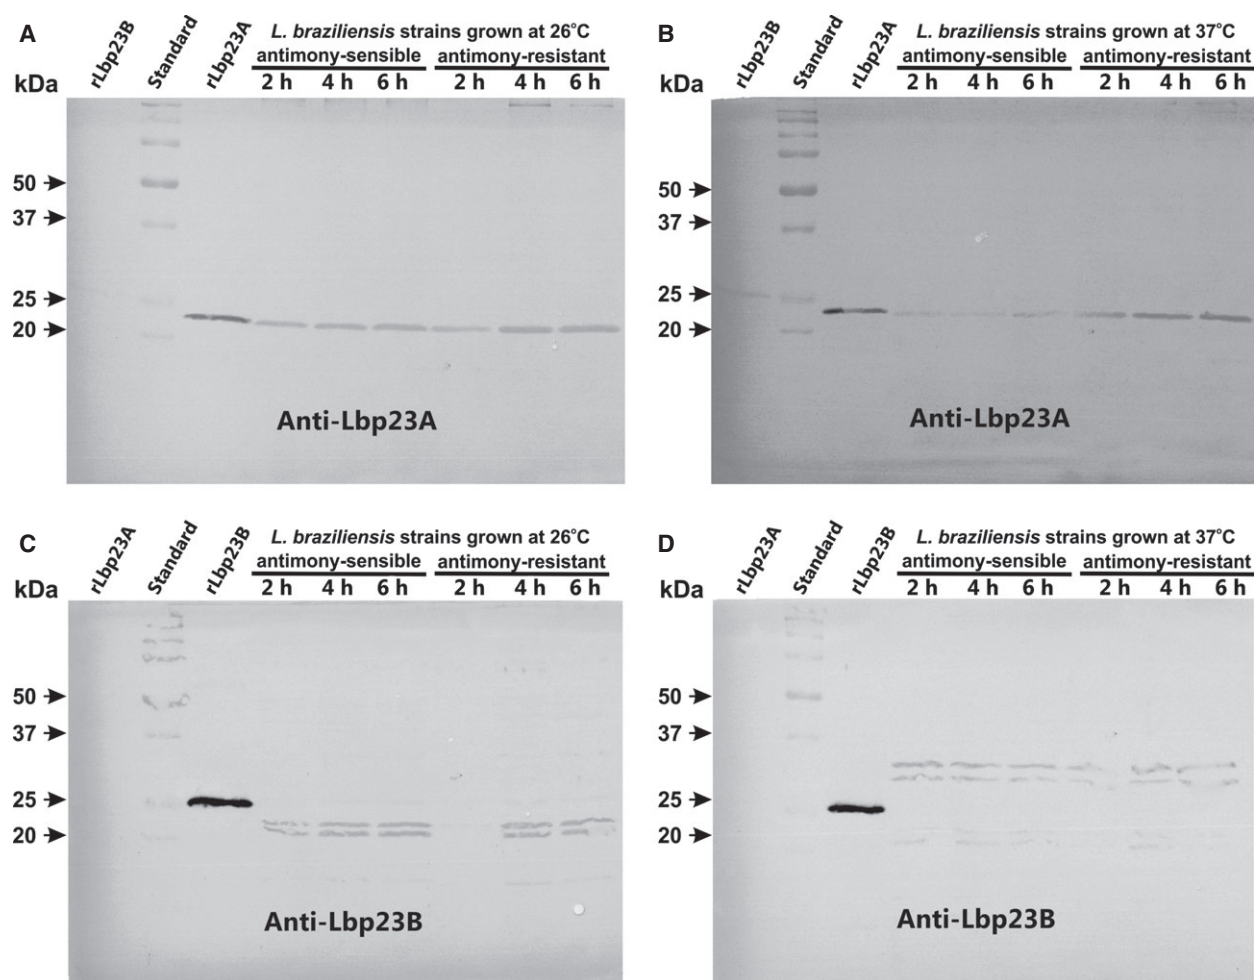 A
rLbp23B
Standard
rLbp23A
L. braziliensis strains grown at 26°C
antimony-sensible antimony-resistant
kDa
2 h 4 h 6 h 2 h 4 h 6 h
50
37
25
20
Anti-Lbp23A
B
rLbp23B
Standard
rLbp23A
L. braziliensis strains grown at 37°C
antimony-sensible antimony-resistant
kDa
2 h 4 h 6 h 2 h 4 h 6 h
50
37
25
20
Anti-Lbp23A
C
rLbp23A
Standard
rLbp23B
L. braziliensis strains grown at 26°C
antimony-sensible antimony-resistant
kDa
2 h 4 h 6 h 2 h 4 h 6 h
50
37
25
20
Anti-Lbp23B
D
rLbp23A
Standard
rLbp23B
L. braziliensis strains grown at 37°C
antimony-sensible antimony-resistant
kDa
2 h 4 h 6 h 2 h 4 h 6 h
50
37
25
20
Anti-Lbp23B